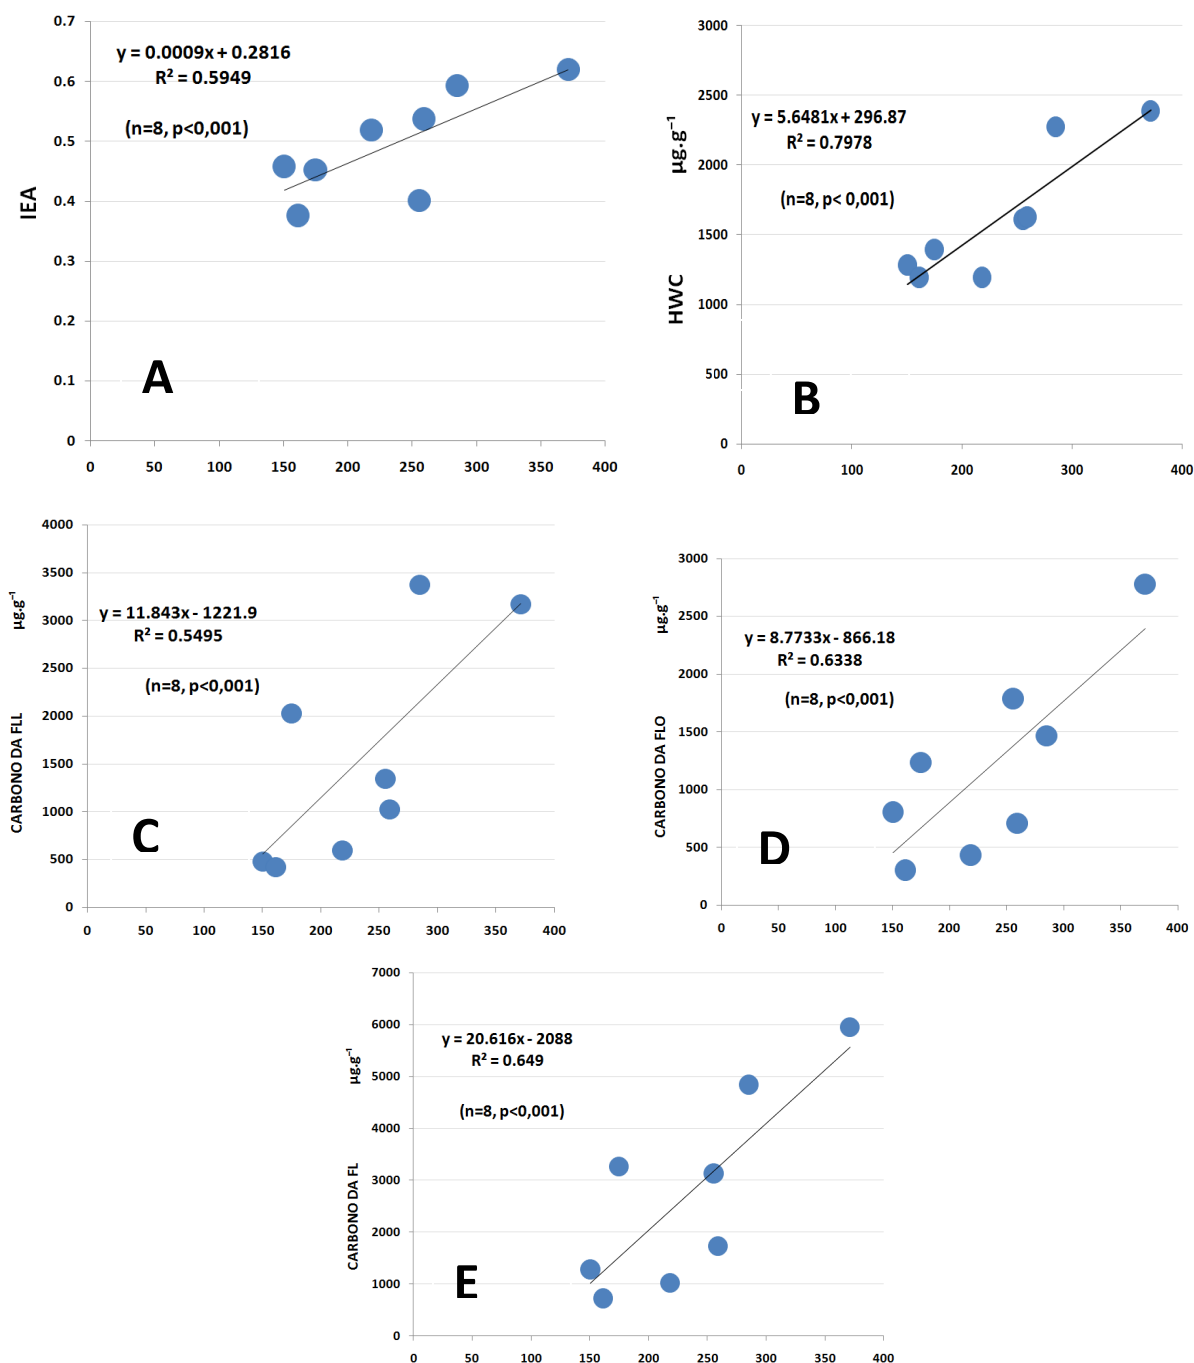 0.7
0.6
0.5
0.4
0.3
0.2
0.1
0
IEA
y = 0.0009x + 0.2816
R² = 0.5949
(n=8, p<0,001)
A
0 50 100 150 200 250 300 350 400
3000
2500
2000
1500
1000
500
0
HWC µg.g⁻¹
y = 5.6481x + 296.87
R² = 0.7978
(n=8, p< 0,001)
B
0 100 200 300 400
4000
3500
3000
2500
2000
1500
1000
500
0
CARBONO DA FLL µg.g⁻¹
y = 11.843x - 1221.9
R² = 0.5495
(n=8, p<0,001)
C
0 50 100 150 200 250 300 350 400
3000
2500
2000
1500
1000
500
0
CARBONO DA FLO µg.g⁻¹
y = 8.7733x - 866.18
R² = 0.6338
(n=8, p<0,001)
D
0 50 100 150 200 250 300 350 400
7000
6000
5000
4000
3000
2000
1000
0
CARBONO DA FL µg.g⁻¹
y = 20.616x - 2088
R² = 0.649
(n=8, p<0,001)
E
0 50 100 150 200 250 300 350 400